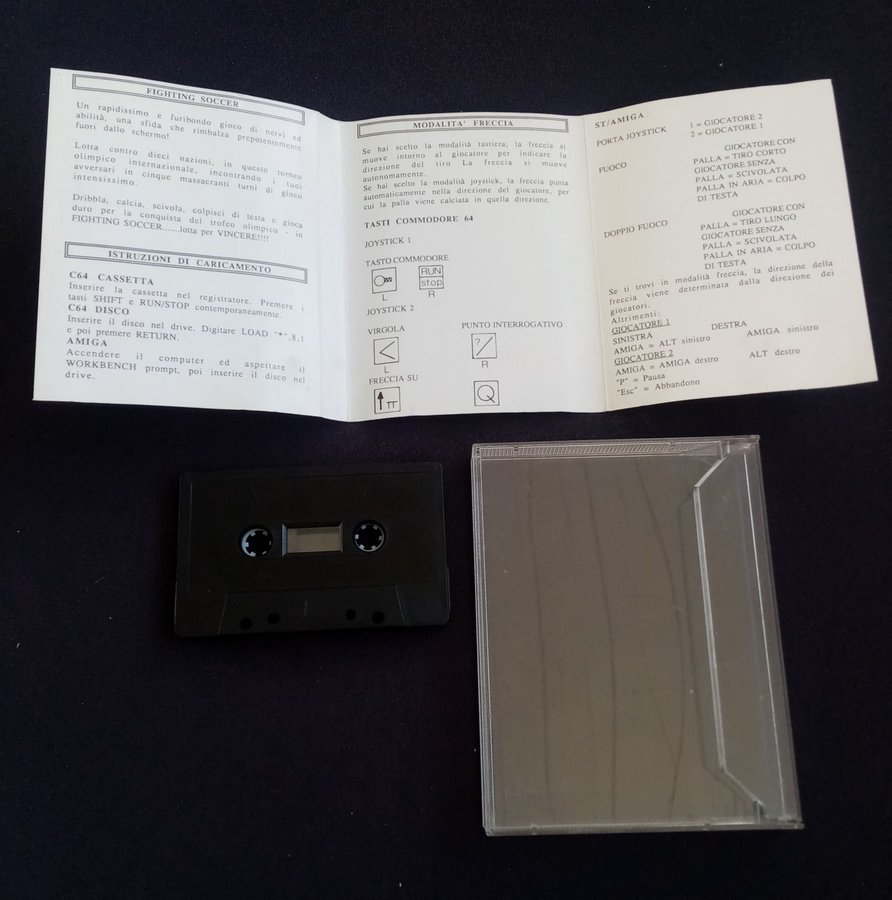 FIGHTING SOCCER
Un rapidissimo e furibondo gioco di nervi ed
abilità, una sfida che rimbalza prepotentemente
fuori dallo schermo!
Lotta contro dieci nazioni, in questo torneo
olimpico internazionale, incontrando i tuoi
avversari in cinque massacranti turni di gioco
intensissimo.
Dribbla, calcia, scivola, colpisci di testa e gioca
duro per la conquista del trofeo olimpico - in
FIGHTING SOCCER.......lotta per VINCERE!!!!
ISTRUZIONI DI CARICAMENTO
C64 CASSETTA
Inserire la cassetta nel registratore. Premere i
tasti SHIFT e RUN/STOP contemporaneamente.
C64 DISCO
Inserire il disco nel drive. Digitare LOAD "*",8,1
e poi premere RETURN.
AMIGA
Accendere il computer ed aspettare il
WORKBENCH prompt, poi inserire il disco nel
drive.
MODALITA' FRECCIA
Se hai scelto la modalità tastiera, la freccia si
muove intorno al giocatore per indicare la
direzione del tiro La freccia si muove
autonomamente.
Se hai scelto la modalità joystick, la freccia punta
automaticamente nella direzione del giocatore, per
cui la palla viene calciata in quella direzione.
TASTI COMMODORE 64
JOYSTICK 1
TASTO COMMODORE
RUN
stop
L R
JOYSTICK 2
VIRGOLA PUNTO INTERROGATIVO
< ?/
L R
FRECCIA SU
Q
ST/AMIGA
PORTA JOYSTICK 1 = GIOCATORE 2
2 = GIOCATORE 1
GIOCATORE CON
FUOCO PALLA = TIRO CORTO
GIOCATORE SENZA
PALLA = SCIVOLATA
PALLA IN ARIA = COLPO
DI TESTA
GIOCATORE CON
DOPPIO FUOCO PALLA = TIRO LUNGO
GIOCATORE SENZA
PALLA = SCIVOLATA
PALLA IN ARIA = COLPO
DI TESTA
Se ti trovi in modalità freccia, la direzione della
freccia viene determinata dalla direzione dei
giocatori.
Altrimenti:
GIOCATORE 1
SINISTRA DESTRA
AMIGA = ALT sinistro AMIGA sinistro
GIOCATORE 2
AMIGA = AMIGA destro ALT destro
"P" = Pausa
"Esc" = Abbandono